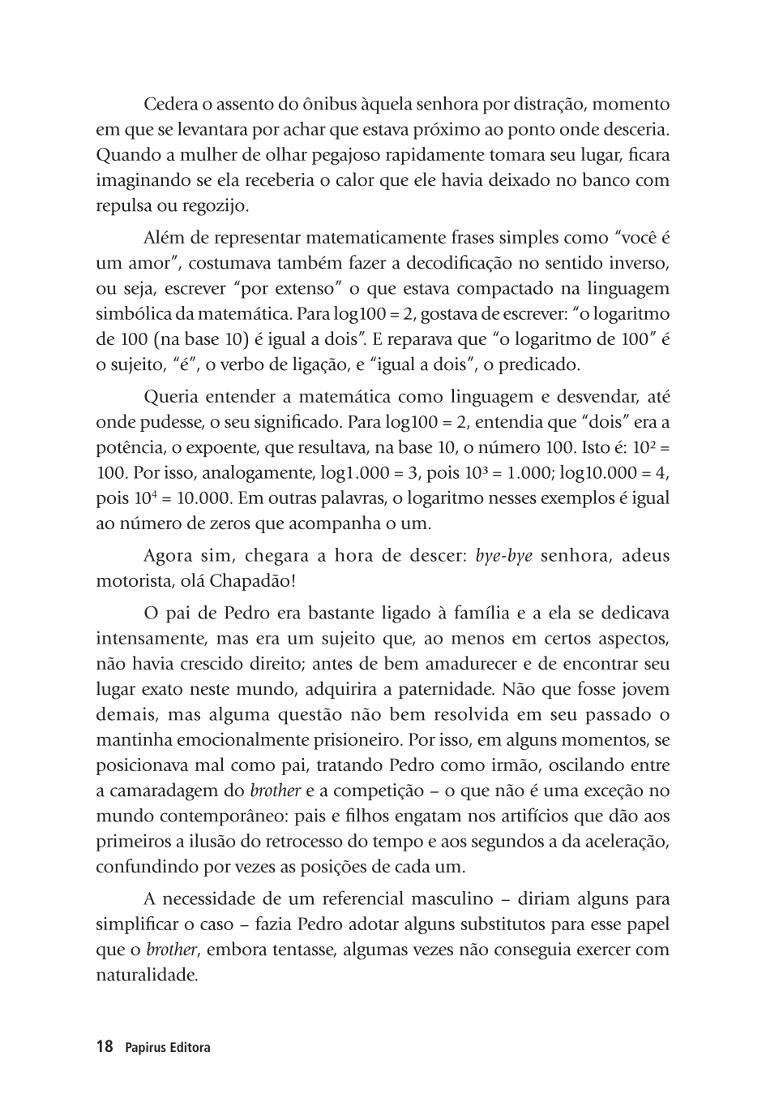 Cedera o assento do ônibus àquela senhora por distração, momento
em que se levantara por achar que estava próximo ao ponto onde desceria.
Quando a mulher de olhar pegajoso rapidamente tomara seu lugar, ficara
imaginando se ela receberia o calor que ele havia deixado no banco com
repulsa ou regozijo.
Além de representar matematicamente frases simples como “você é
um amor”, costumava também fazer a decodificação no sentido inverso,
ou seja, escrever “por extenso” o que estava compactado na linguagem
simbólica da matemática. Para log100 = 2, gostava de escrever: “o logaritmo
de 100 (na base 10) é igual a dois”. E reparava que “o logaritmo de 100” é
o sujeito, “é”, o verbo de ligação, e “igual a dois”, o predicado.
Queria entender a matemática como linguagem e desvendar, até
onde pudesse, o seu significado. Para log100 = 2, entendia que “dois” era a
potência, o expoente, que resultava, na base 10, o número 100. Isto é: 10² =
100. Por isso, analogamente, log1.000 = 3, pois 10³ = 1.000; log10.000 = 4,
pois 10⁴ = 10.000. Em outras palavras, o logaritmo nesses exemplos é igual
ao número de zeros que acompanha o um.
Agora sim, chegara a hora de descer: bye-bye senhora, adeus
motorista, olá Chapadão!
O pai de Pedro era bastante ligado à família e a ela se dedicava
intensamente, mas era um sujeito que, ao menos em certos aspectos,
não havia crescido direito; antes de bem amadurecer e de encontrar seu
lugar exato neste mundo, adquirira a paternidade. Não que fosse jovem
demais, mas alguma questão não bem resolvida em seu passado o
mantinha emocionalmente prisioneiro. Por isso, em alguns momentos, se
posicionava mal como pai, tratando Pedro como irmão, oscilando entre
a camaradagem do brother e a competição – o que não é uma exceção no
mundo contemporâneo: pais e filhos engatam nos artifícios que dão aos
primeiros a ilusão do retrocesso do tempo e aos segundos a da aceleração,
confundindo por vezes as posições de cada um.
A necessidade de um referencial masculino – diriam alguns para
simplificar o caso – fazia Pedro adotar alguns substitutos para esse papel
que o brother, embora tentasse, algumas vezes não conseguia exercer com
naturalidade.
18 Papirus Editora